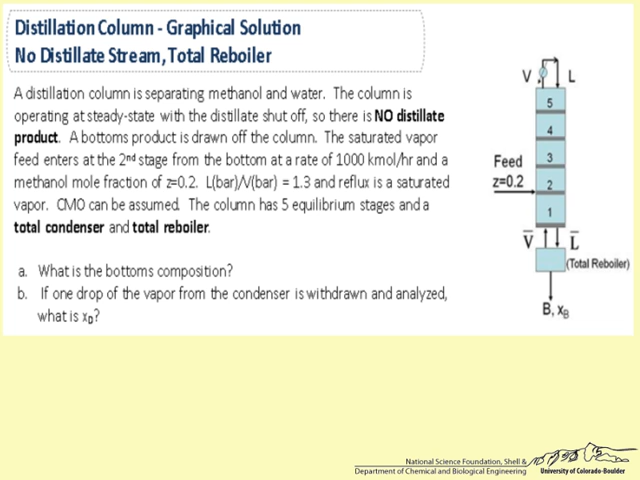 Distillation Column - Graphical Solution
No Distillate Stream, Total Reboiler
A distillation column is separating methanol and water. The column is
operating at steady-state with the distillate shut off, so there is NO distillate
product. A bottoms product is drawn off the column. The saturated vapor
feed enters at the 2nd stage from the bottom at a rate of 1000 kmol/hr and a
methanol mole fraction of z=0.2. L(bar)/V(bar) = 1.3 and reflux is a saturated
vapor. CMO can be assumed. The column has 5 equilibrium stages and a
total condenser and total reboiler.
a. What is the bottoms composition?
b. If one drop of the vapor from the condenser is withdrawn and analyzed,
what is xD?
V L
5
4
Feed 3
z=0.2 2
1
V̅ L̅
(Total Reboiler)
B, xB
National Science Foundation, Shell &
Department of Chemical and Biological Engineering
University of Colorado-Boulder